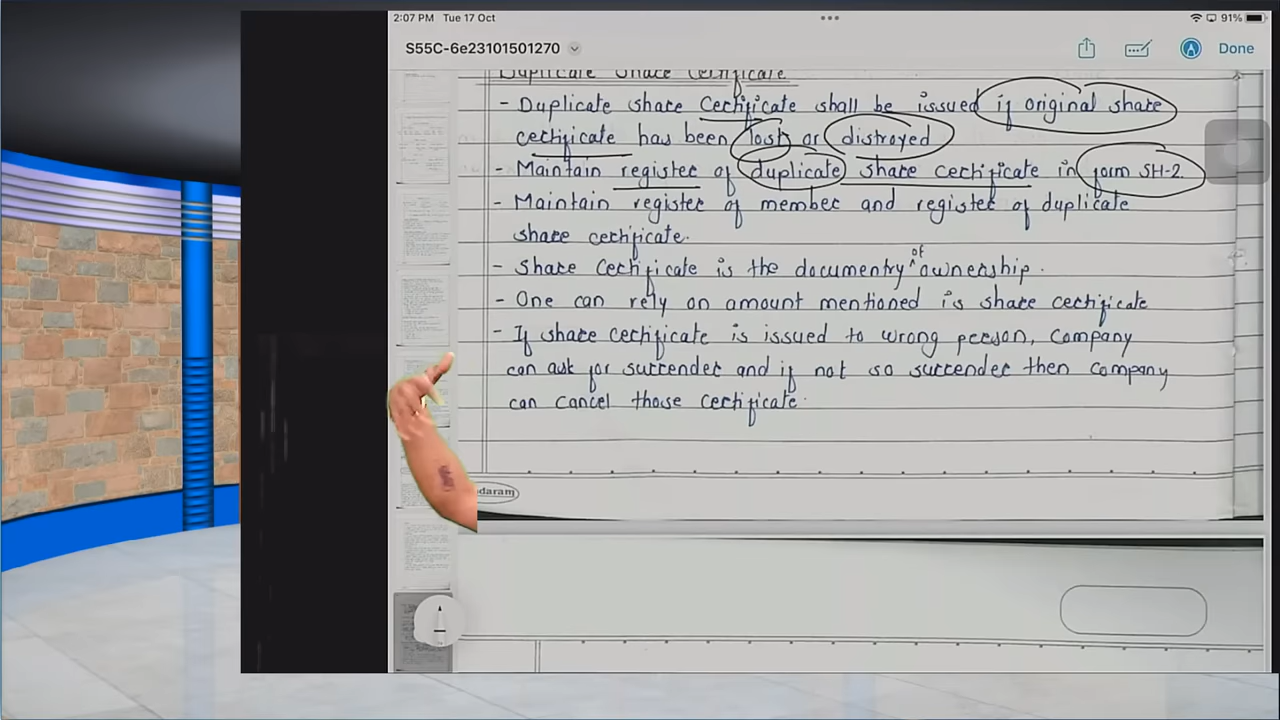 2:07 PM Tue 17 Oct
91%
S55C-6e23101501270
Done
Duplicate Share Certificate
- Duplicate share certificate shall be issued if original share
certificate has been lost or distroyed
- Maintain register of duplicate share certificate in form SH-2.
- Maintain register of member and register of duplicate
share certificate.
of
- Share Certificate is the documentry ^ ownership.
- One can rely on amount mentioned is share certificate
- If share certificate is issued to wrong person, Company
can ask for surrender and if not so surrender then company
can cancel those certificate.
daram